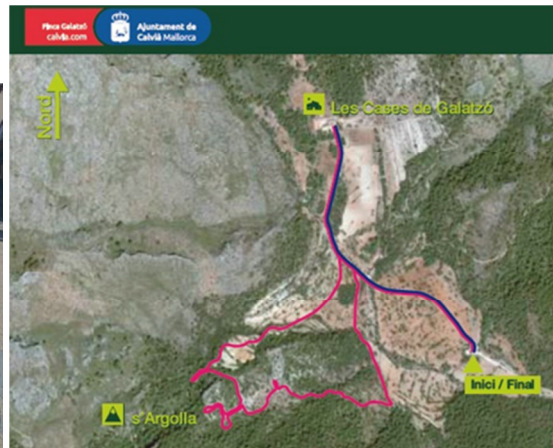 Finca Galatzó
calvia.com
Ajuntament de
Calvià Mallorca
Nord
Les Cases de Galatzó
Inici / Final
s'Argolla